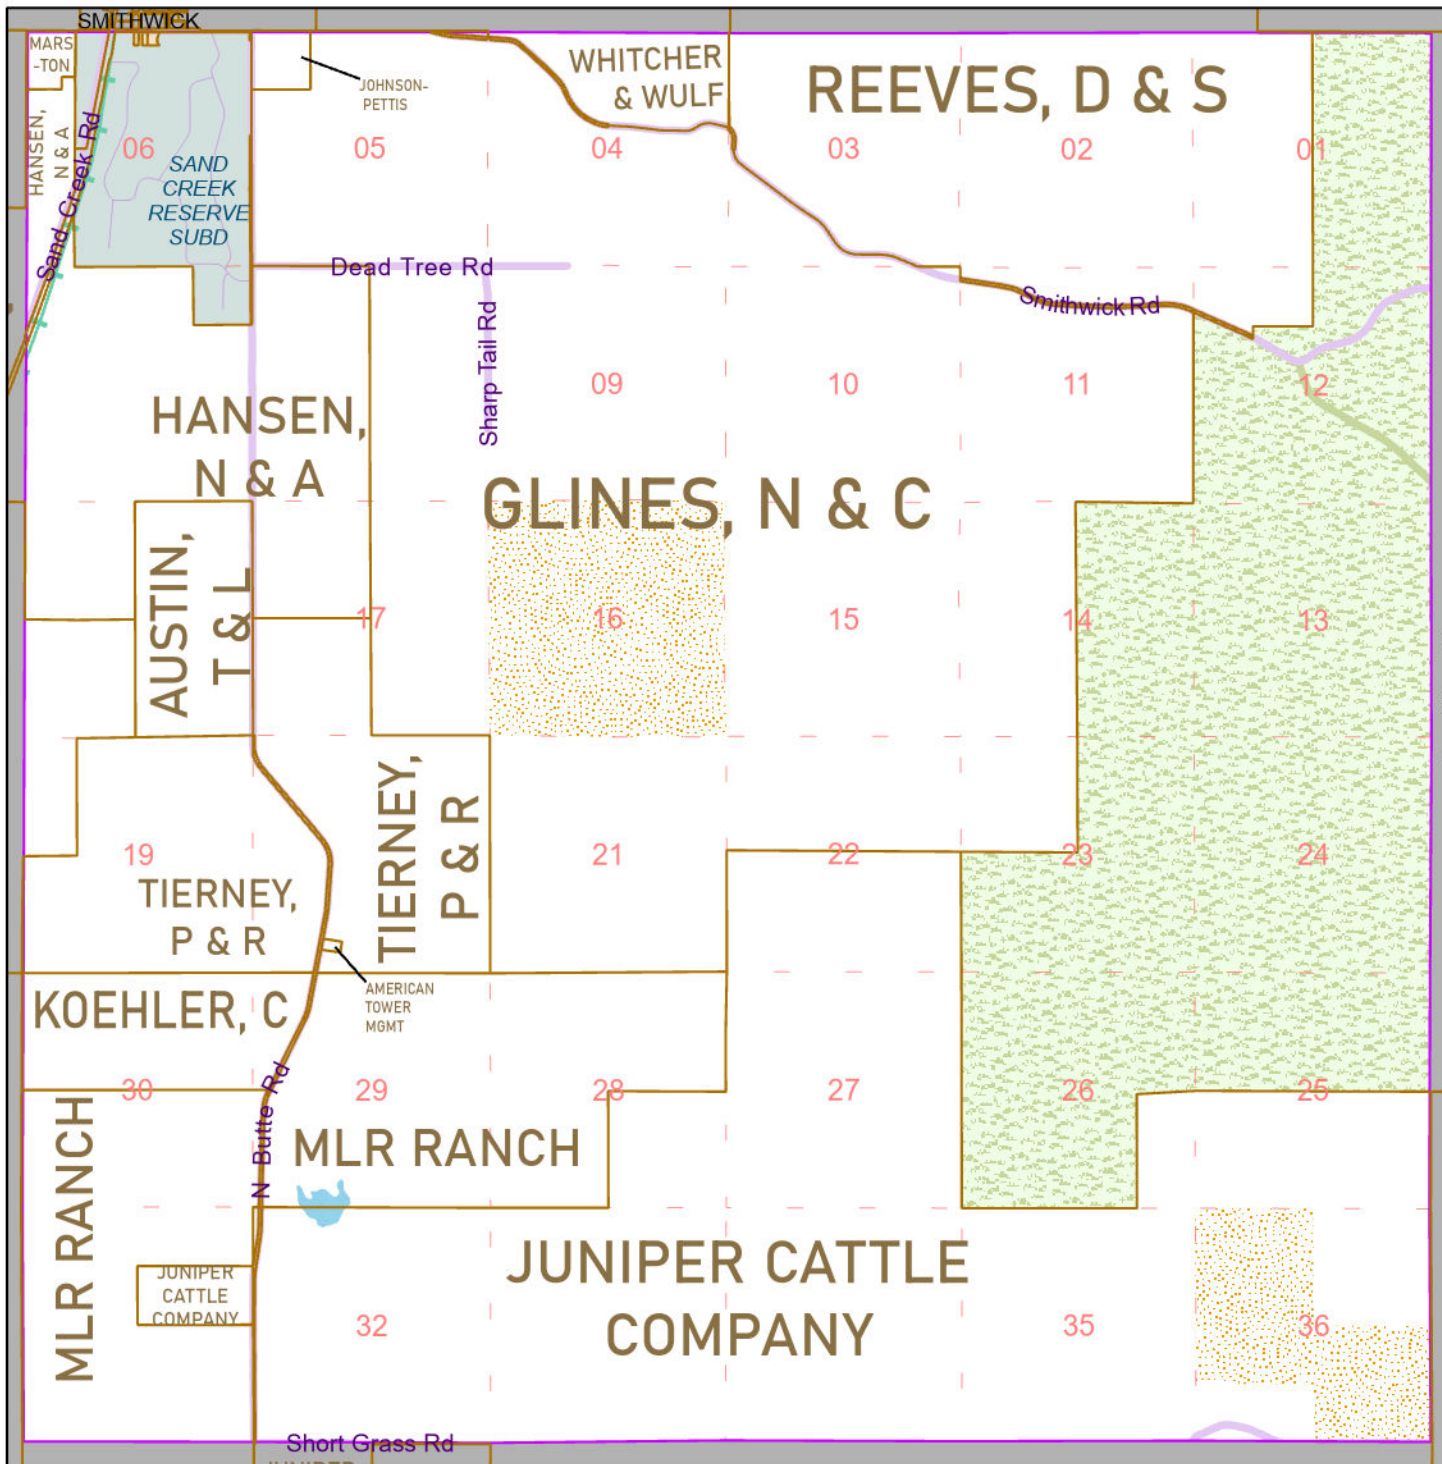 SMITHWICK
MARS
-TON
HANSEN,
N & A
Sand Creek Rd
06
SAND
CREEK
RESERVE
SUBD
JOHNSON-
PETTIS
05
WHITCHER
& WULF
04
REEVES, D & S
03
02
01
Dead Tree Rd
Sharp Tail Rd
Smithwick Rd
09
10
11
12
HANSEN,
N & A
GLINES, N & C
AUSTIN,
T & L
17
16
15
14
13
19
TIERNEY,
P & R
TIERNEY,
P & R
21
22
23
24
AMERICAN
TOWER
MGMT
KOEHLER, C
30
N Butte Rd
29
28
27
26
25
MLR RANCH
MLR RANCH
JUNIPER
CATTLE
COMPANY
32
JUNIPER CATTLE
COMPANY
35
36
Short Grass Rd
JUNIPER